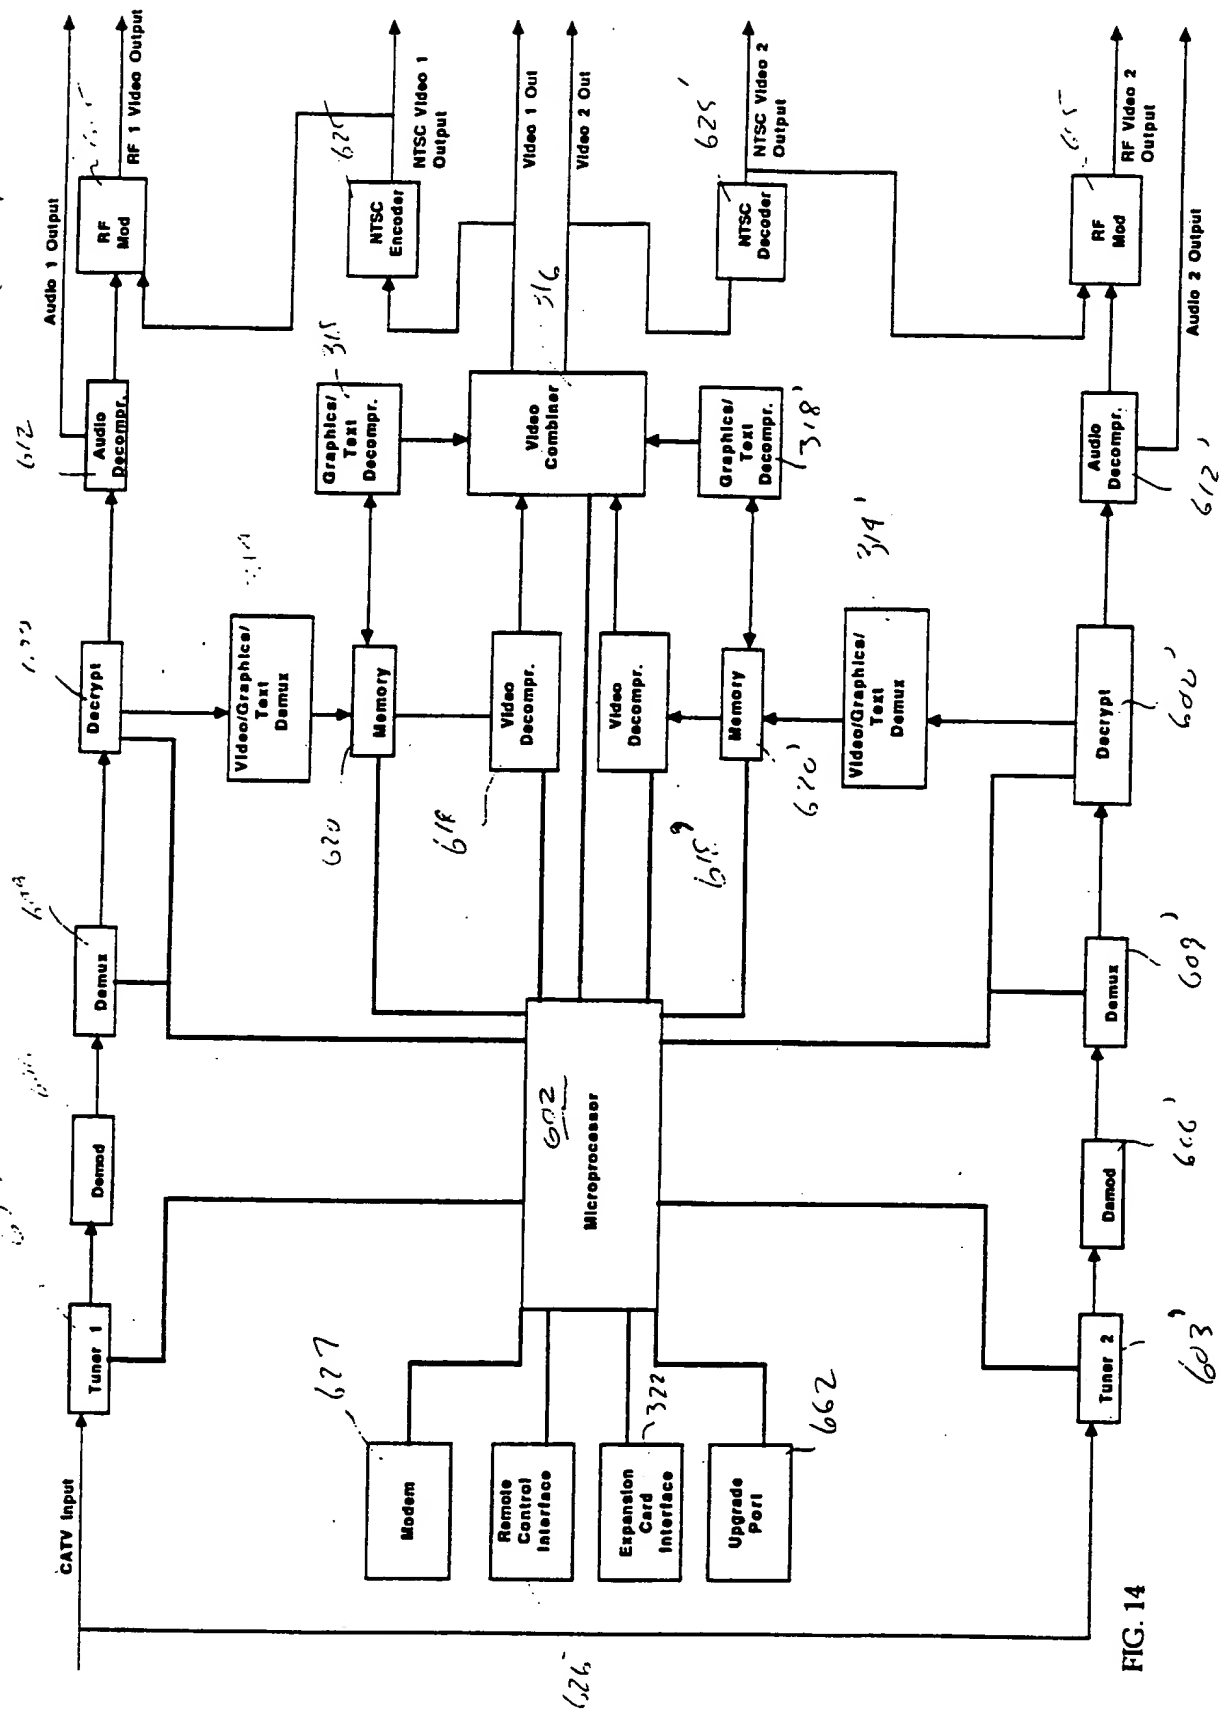 CATV Input
Tuner 1
Demod
Demux
Decrypt
Audio
Decompr.
RF
Mod
Audio 1 Output
RF 1 Video Output
612
Video/Graphics/
Text
Demux
Memory
620
Graphics/
Text
Decompr.
315
NTSC
Encoder
NTSC Video 1
Output
Modem
627
Remote
Control
Interface
Expansion
Card
Interface
322
Upgrade
Port
662
Microprocessor
602
Video
Decompr.
618
Video
Combiner
316
Video 1 Out
Video 2 Out
Video
Decompr.
618'
Memory
620'
Graphics/
Text
Decompr.
318'
NTSC
Decoder
625'
NTSC Video 2
Output
Video/Graphics/
Text
Demux
314'
Tuner 2
603'
Demod
606'
Demux
609'
Decrypt
600'
Audio
Decompr.
612'
RF
Mod
RF Video 2
Output
Audio 2 Output
FIG. 14